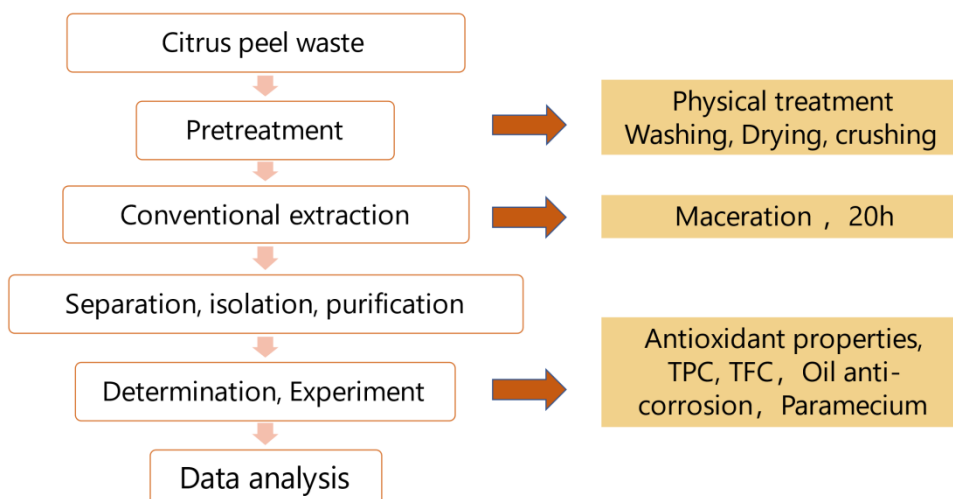 Citrus peel waste
Pretreatment
Physical treatment
Washing, Drying, crushing
Conventional extraction
Maceration ,  20h
Separation, isolation, purification
Determination, Experiment
Antioxidant properties,
TPC, TFC,  Oil anti-
corrosion,  Paramecium
Data analysis